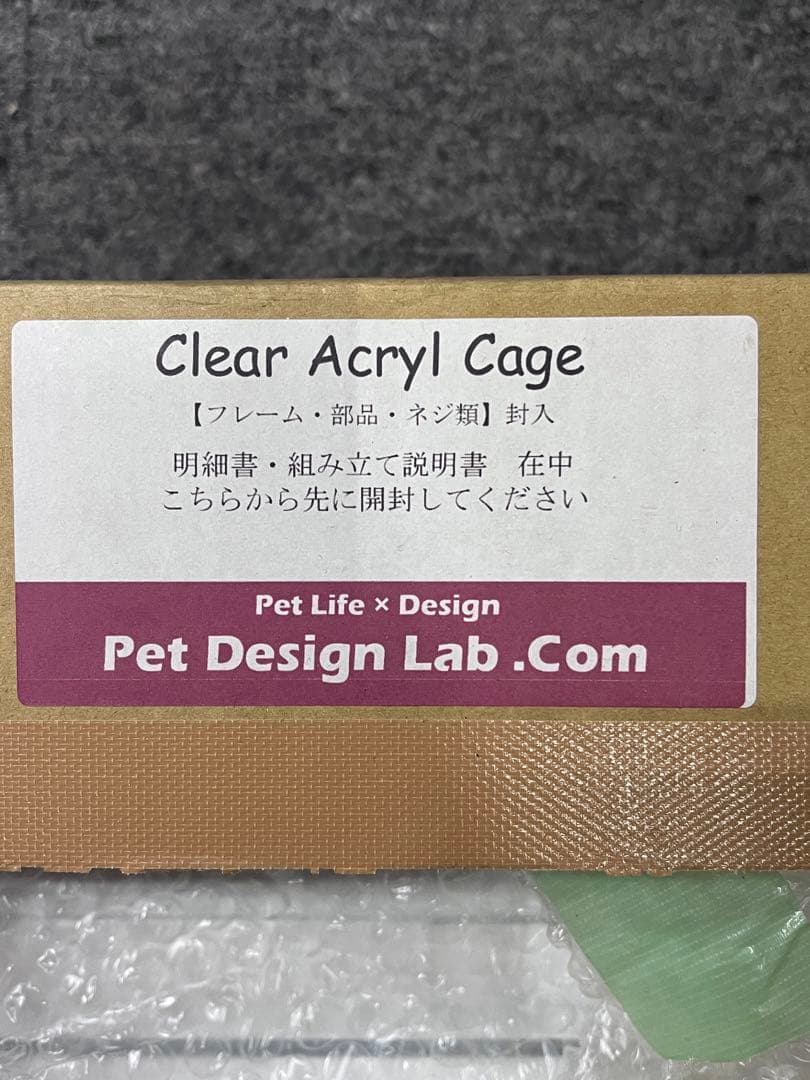 Clear Acryl Cage
【フレーム・部品・ネジ類】封入
明細書・組み立て説明書　在中
こちらから先に開封してください
Pet Life × Design
Pet Design Lab .Com